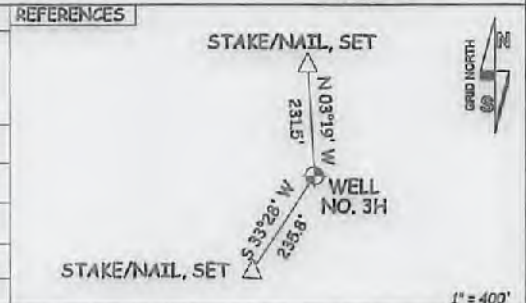 REFERENCES
STAKE/NAIL, SET
GRID NORTH
N
S
N 03°19' W
231.5'
WELL
NO. 3H
S 33°28' W
235.8'
STAKE/NAIL, SET
1" = 400'